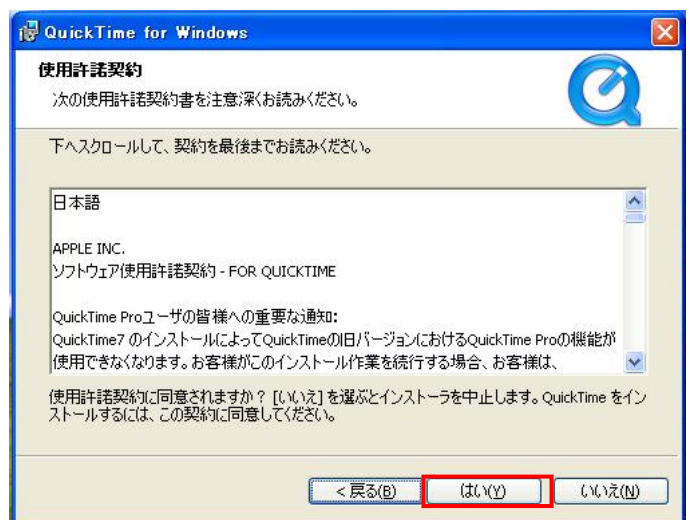 QuickTime for Windows
使用許諾契約
次の使用許諾契約書を注意深くお読みください。
下へスクロールして、契約を最後までお読みください。
日本語
APPLE INC.
ソフトウェア使用許諾契約 - FOR QUICKTIME
QuickTime Proユーザの皆様への重要な通知:
QuickTime7 のインストールによってQuickTimeの旧バージョンにおけるQuickTime Proの機能が
使用できなくなります。お客様がこのインストール作業を続行する場合、お客様は、
使用許諾契約に同意されますか？ [いいえ] を選ぶとインストーラを中止します。QuickTime をイン
ストールするには、この契約に同意してください。
< 戻る(B)
はい(Y)
いいえ(N)